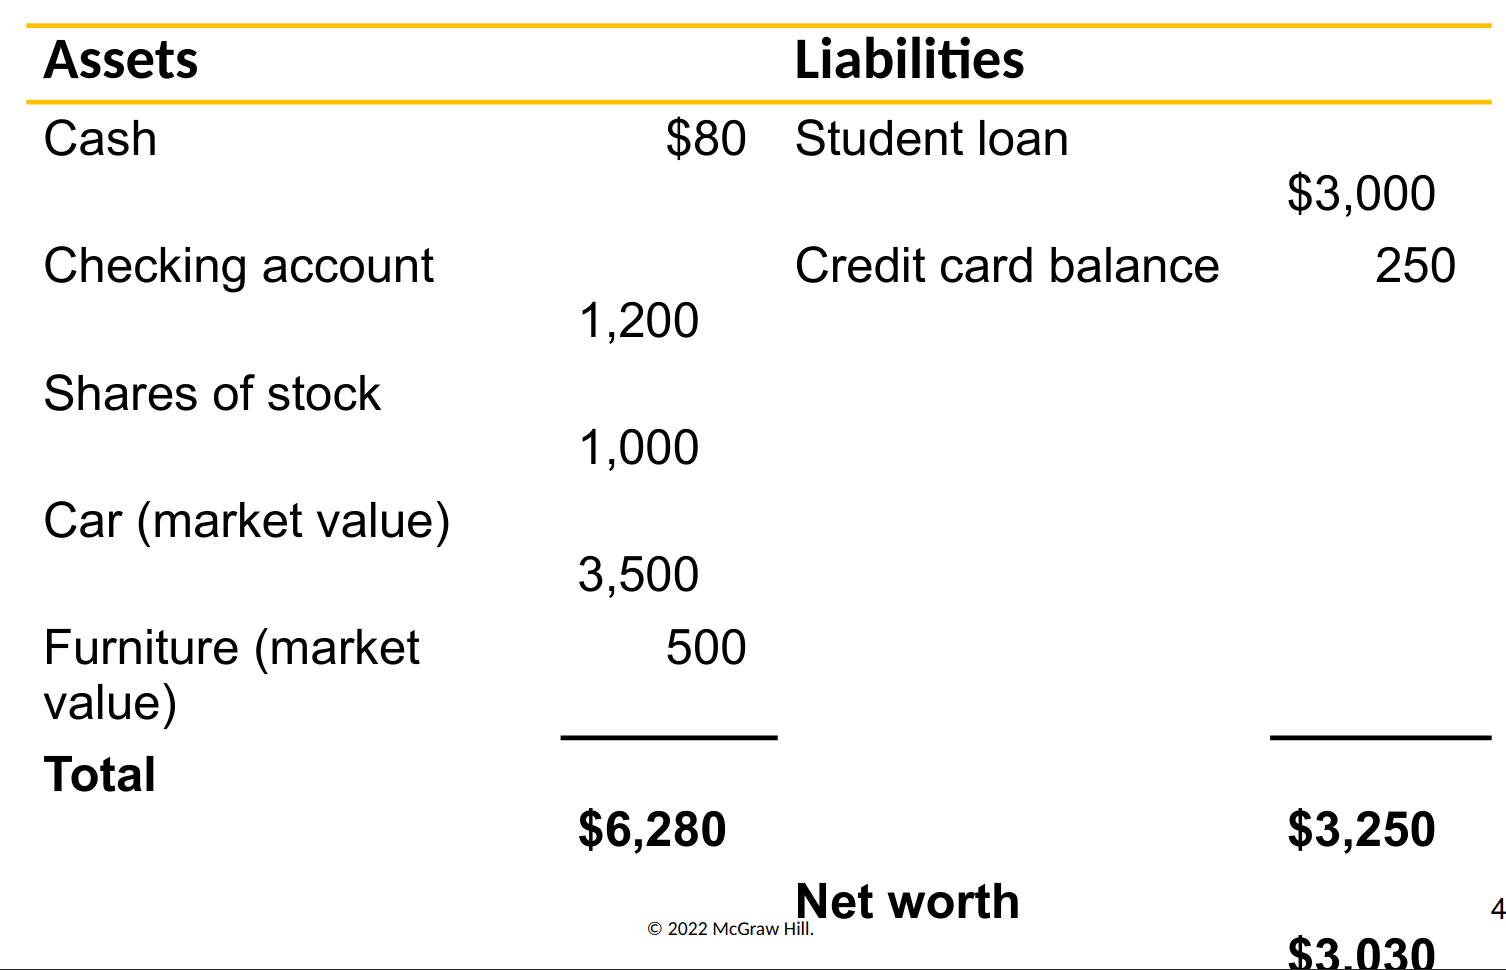 Assets Liabilities
Cash $80 Student loan
$3,000
Checking account Credit card balance 250
1,200
Shares of stock
1,000
Car (market value)
3,500
Furniture (market 500
value)
Total
$6,280 $3,250
Net worth
4
© 2022 McGraw Hill.
$3,030